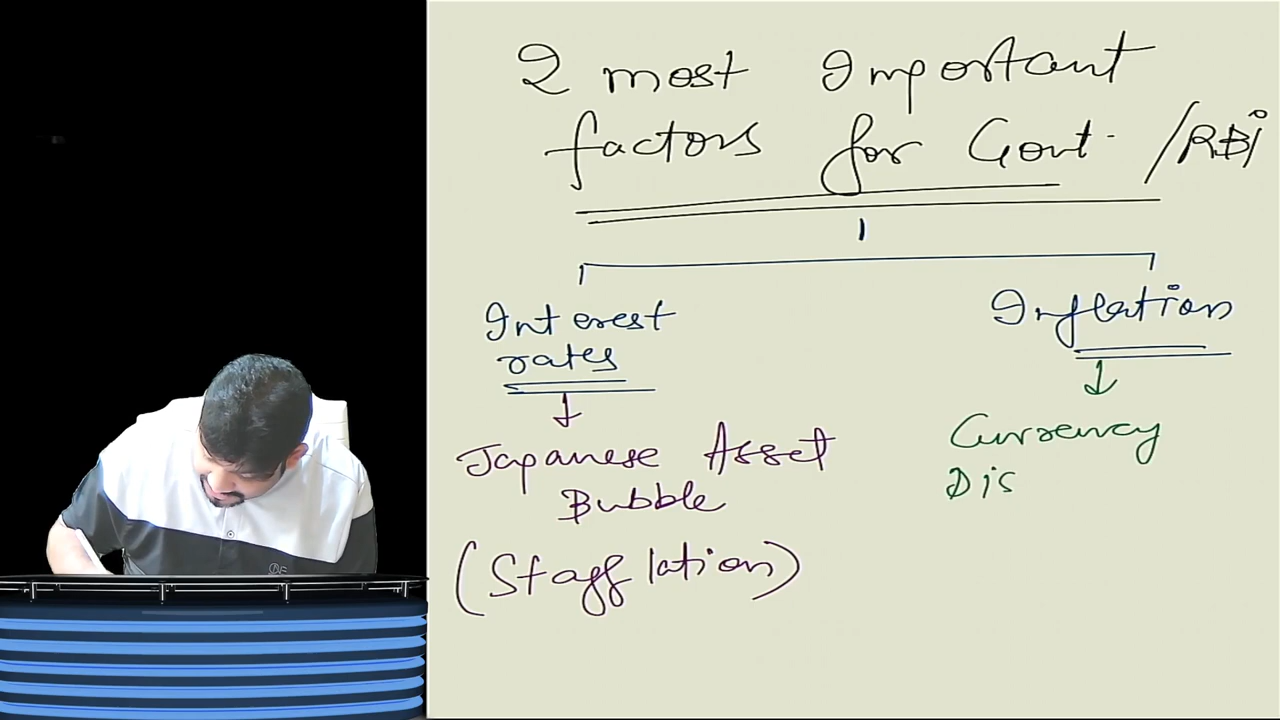 2 most Important
factors for Govt. /RBI
Interest
rates
Inflation
Japanese Asset
Bubble
(Stagflation)
Currency
Dis